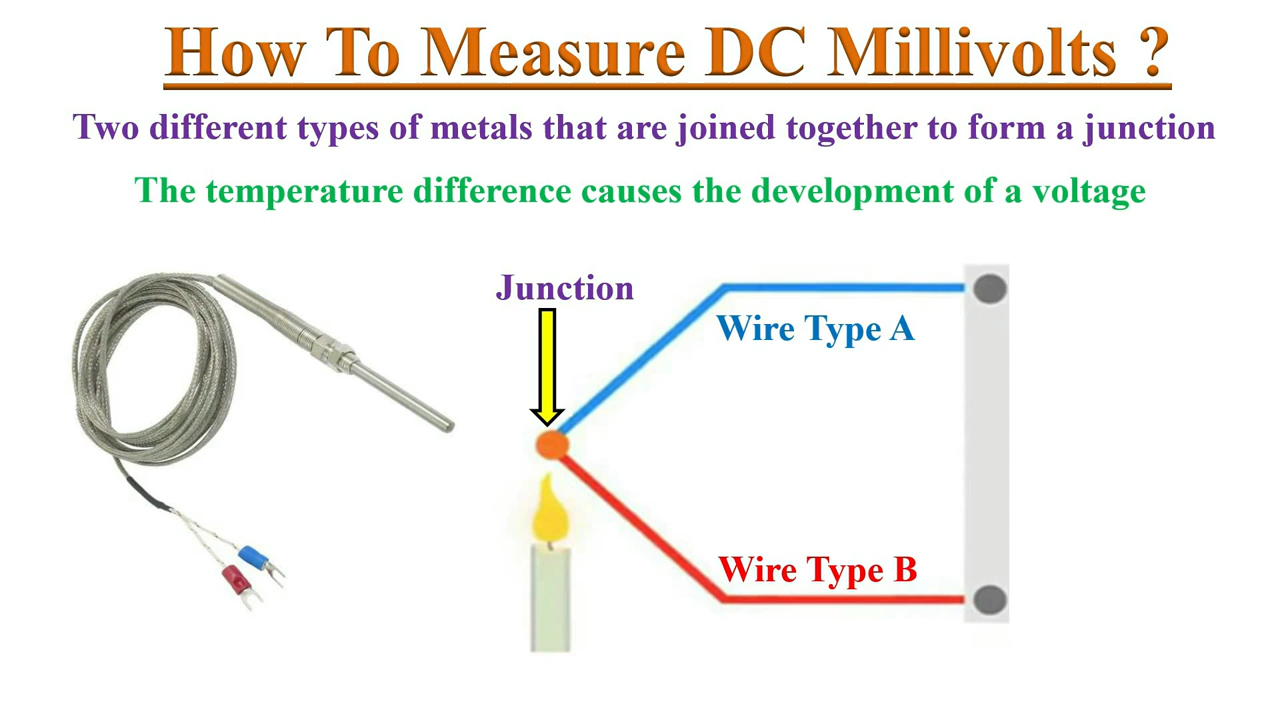 How To Measure DC Millivolts ?
Two different types of metals that are joined together to form a junction
The temperature difference causes the development of a voltage
Junction
Wire Type A
Wire Type B